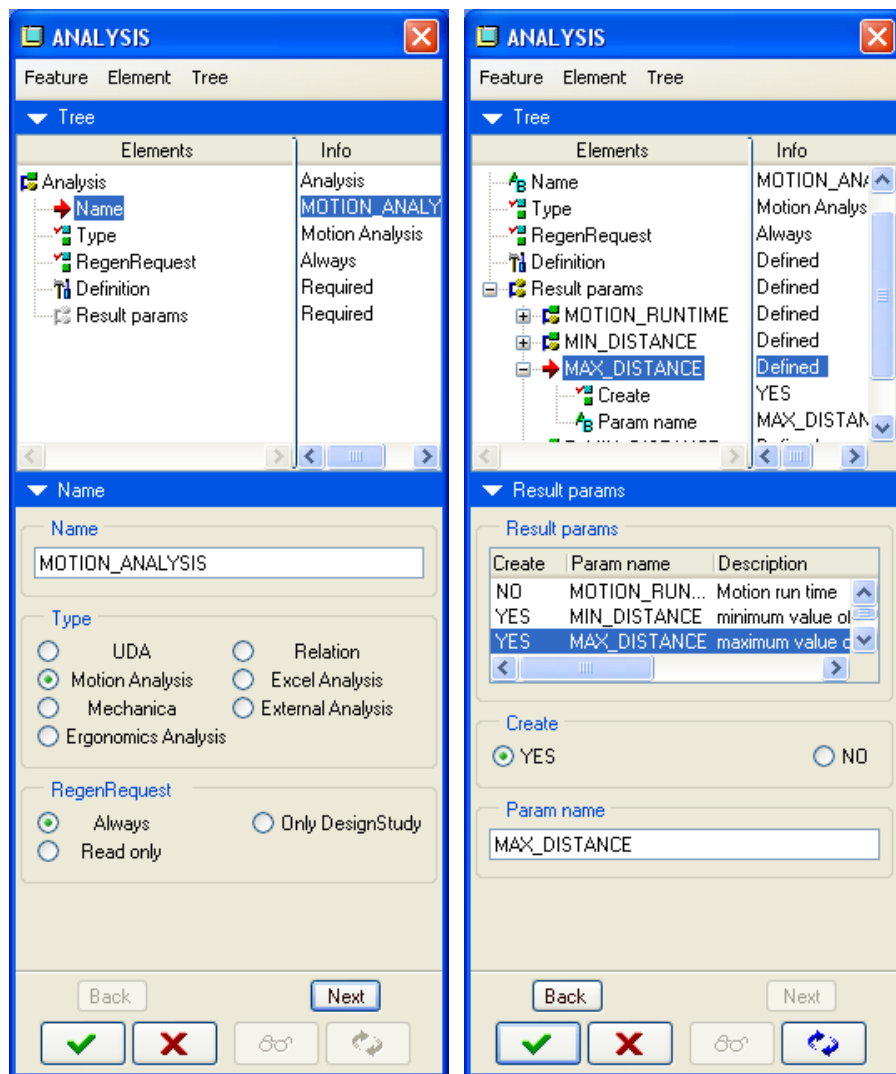 ANALYSIS
Feature Element Tree
Tree
Elements Info
Analysis Analysis
Name MOTION_ANALY
Type Motion Analysis
RegenRequest Always
Definition Required
Result params Required
Name
Name
MOTION_ANALYSIS
Type
UDA Relation
Motion Analysis Excel Analysis
Mechanica External Analysis
Ergonomics Analysis
RegenRequest
Always Only DesignStudy
Read only
Back Next
ANALYSIS
Feature Element Tree
Tree
Elements Info
Name MOTION_ANA
Type Motion Analys
RegenRequest Always
Definition Defined
Result params Defined
MOTION_RUNTIME Defined
MIN_DISTANCE Defined
MAX_DISTANCE Defined
Create YES
Param name MAX_DISTAN
Result params
Result params
Create Param name Description
NO MOTION_RUN... Motion run time
YES MIN_DISTANCE minimum value of
YES MAX_DISTANCE maximum value o
Create
YES NO
Param name
MAX_DISTANCE
Back Next